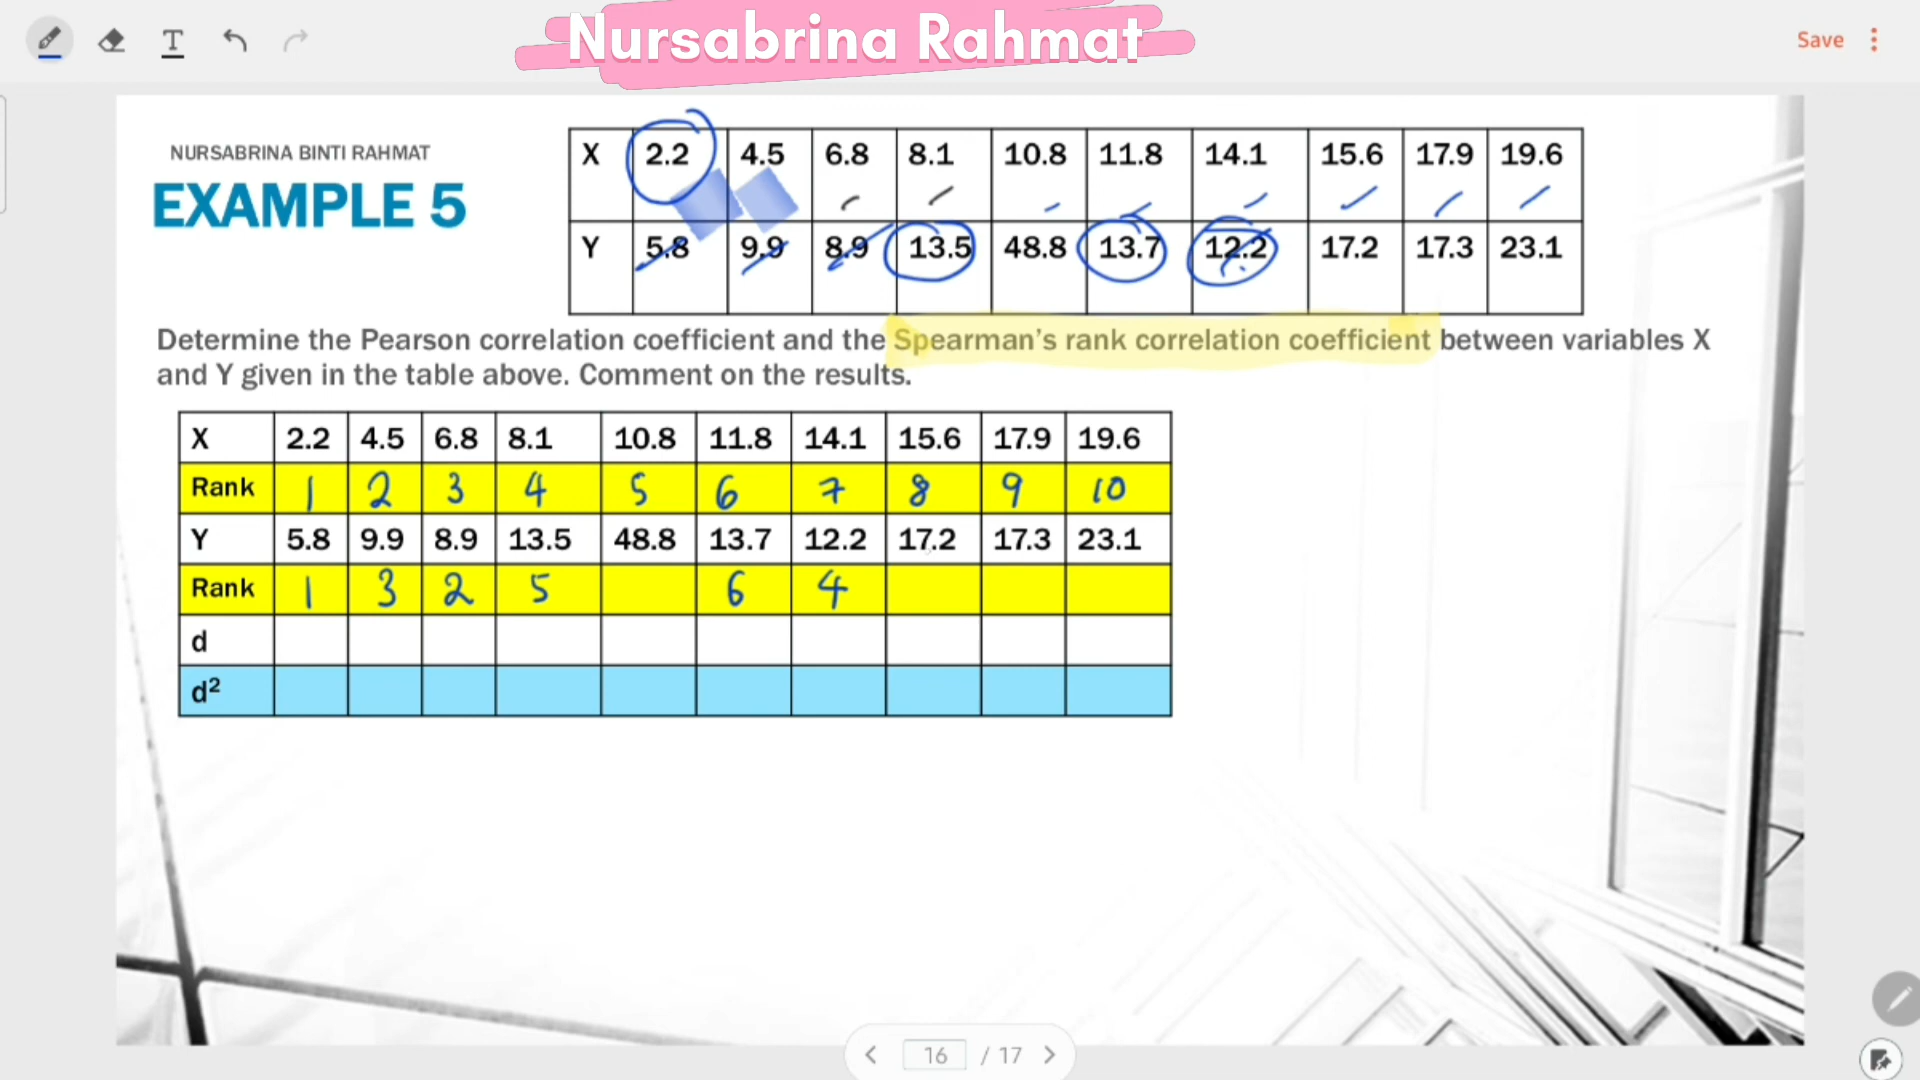 Nursabrina Rahmat
T
Save
NURSABRINA BINTI RAHMAT
EXAMPLE 5
X 2.2 4.5 6.8 8.1 10.8 11.8 14.1 15.6 17.9 19.6
Y 5.8 9.9 8.9 13.5 48.8 13.7 12.2 17.2 17.3 23.1
Determine the Pearson correlation coefficient and the Spearman’s rank correlation coefficient between variables X
and Y given in the table above. Comment on the results.
X 2.2 4.5 6.8 8.1 10.8 11.8 14.1 15.6 17.9 19.6
Rank 1 2 3 4 5 6 7 8 9 10
Y 5.8 9.9 8.9 13.5 48.8 13.7 12.2 17.2 17.3 23.1
Rank 1 3 2 5 6 4
d
d²
16 / 17